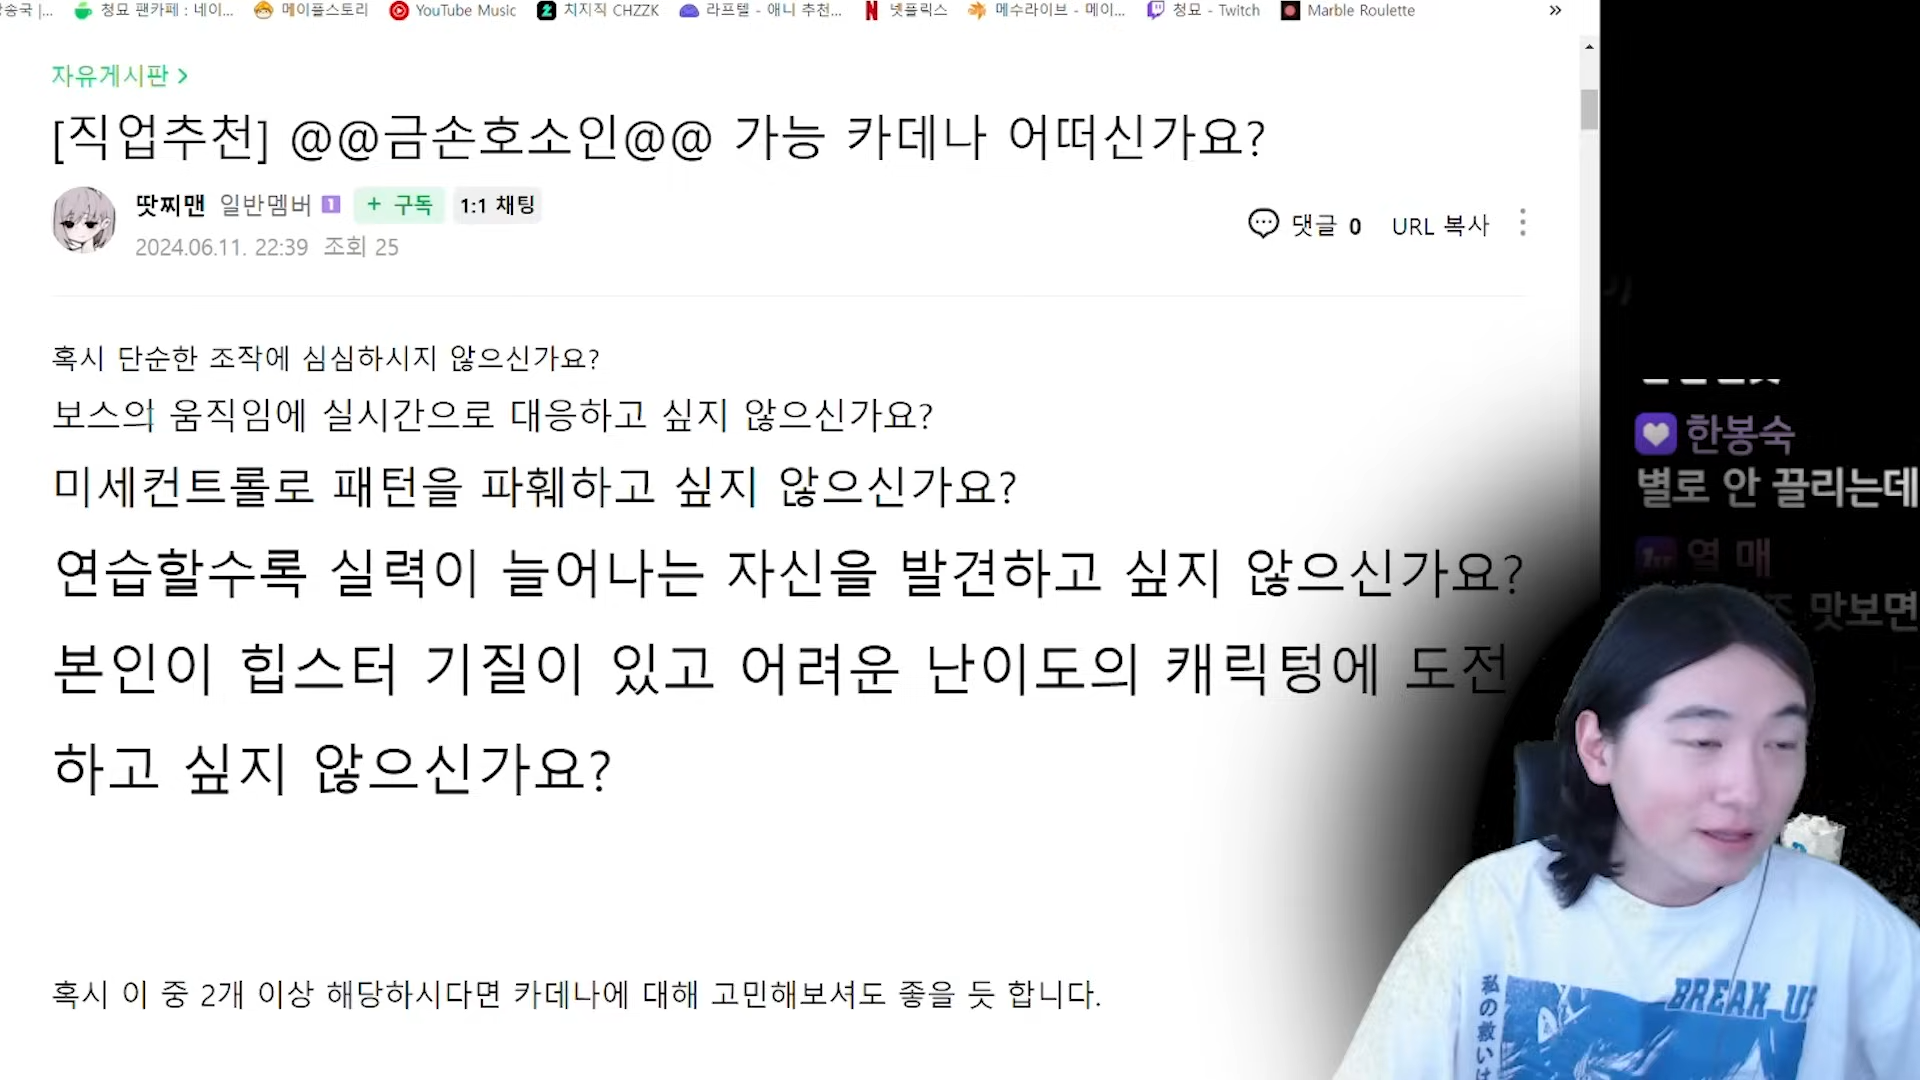 청묘 팬카페 : 네이...
메이플스토리
YouTube Music
치지직 CHZZK
라프텔 - 애니 추천...
넷플릭스
메수라이브 - 메이...
청묘 - Twitch
Marble Roulette
»
자유게시판 >
[직업추천] @@금손호소인@@ 가능 카데나 어떠신가요?
땃찌맨 일반멤버 1 + 구독 1:1 채팅
2024.06.11. 22:39 조회 25
댓글 0 URL 복사
혹시 단순한 조작에 심심하시지 않으신가요?
보스의 움직임에 실시간으로 대응하고 싶지 않으신가요?
미세컨트롤로 패턴을 파훼하고 싶지 않으신가요?
연습할수록 실력이 늘어나는 자신을 발견하고 싶지 않으신가요?
본인이 힙스터 기질이 있고 어려운 난이도의 캐릭텅에 도전
하고 싶지 않으신가요?
혹시 이 중 2개 이상 해당하시다면 카데나에 대해 고민해보셔도 좋을 듯 합니다.
한봉숙
별로 안 끌리는데
열 매
맛보면
私の救いは
BREAK UP